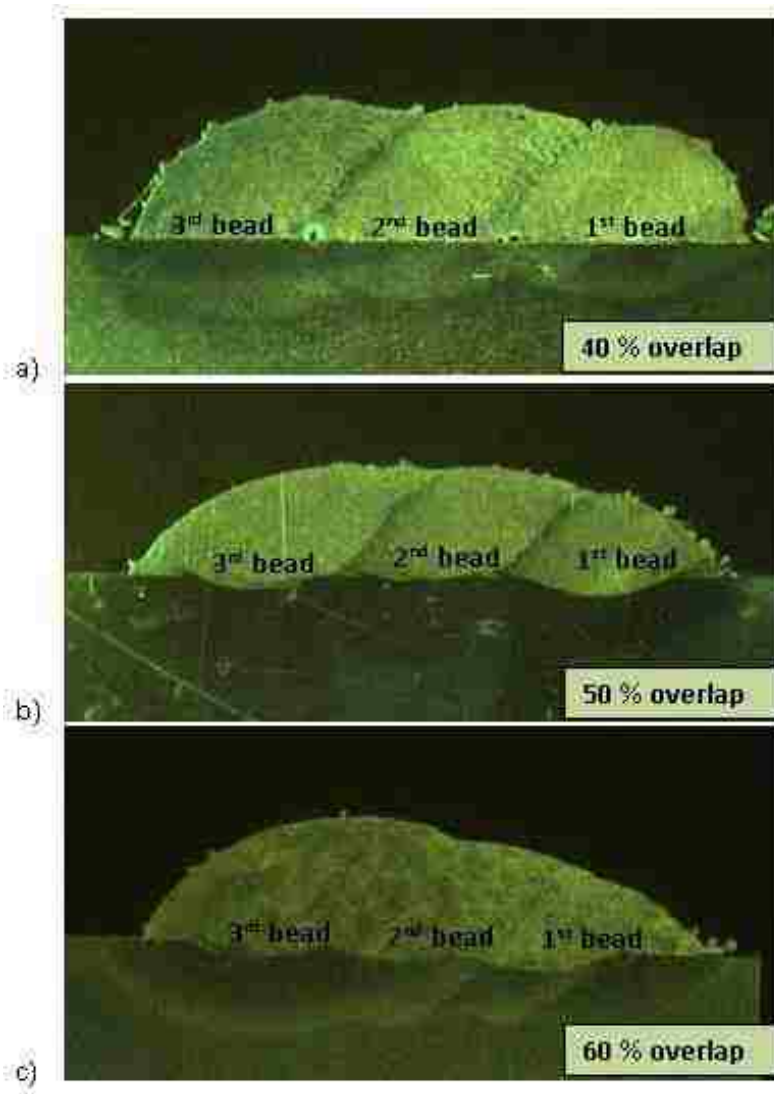 3rd bead 2nd bead 1st bead
40 % overlap
a)
3rd bead 2nd bead 1st bead
50 % overlap
b)
3rd bead 2nd bead 1st bead
60 % overlap
c)